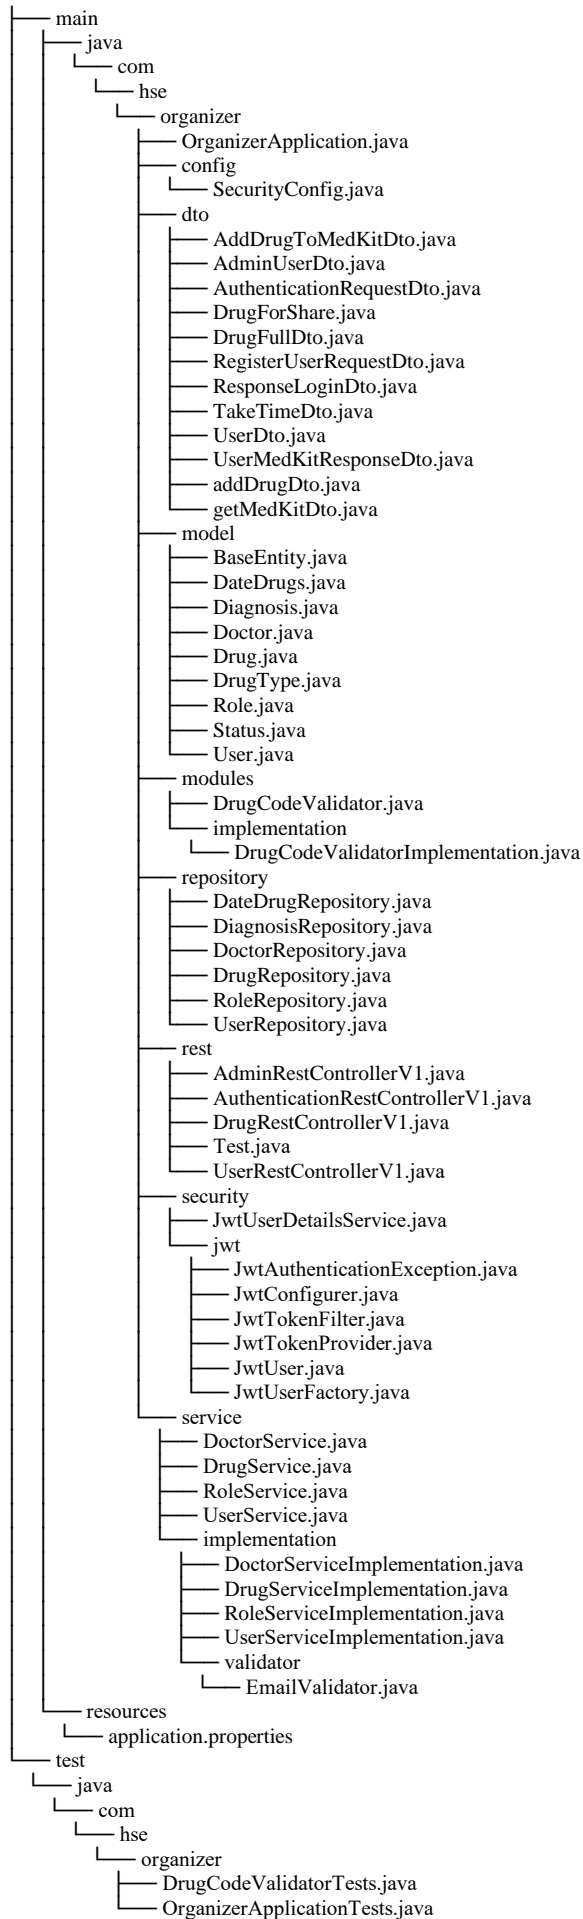 main
java
com
hse
organizer
OrganizerApplication.java
config
SecurityConfig.java
dto
AddDrugToMedKitDto.java
AdminUserDto.java
AuthenticationRequestDto.java
DrugForShare.java
DrugFullDto.java
RegisterUserRequestDto.java
ResponseLoginDto.java
TakeTimeDto.java
UserDto.java
UserMedKitResponseDto.java
addDrugDto.java
getMedKitDto.java
model
BaseEntity.java
DateDrugs.java
Diagnosis.java
Doctor.java
Drug.java
DrugType.java
Role.java
Status.java
User.java
modules
DrugCodeValidator.java
implementation
DrugCodeValidatorImplementation.java
repository
DateDrugRepository.java
DiagnosisRepository.java
DoctorRepository.java
DrugRepository.java
RoleRepository.java
UserRepository.java
rest
AdminRestControllerV1.java
AuthenticationRestControllerV1.java
DrugRestControllerV1.java
Test.java
UserRestControllerV1.java
security
JwtUserDetailsService.java
jwt
JwtAuthenticationException.java
JwtConfigurer.java
JwtTokenFilter.java
JwtTokenProvider.java
JwtUser.java
JwtUserFactory.java
service
DoctorService.java
DrugService.java
RoleService.java
UserService.java
implementation
DoctorServiceImplementation.java
DrugServiceImplementation.java
RoleServiceImplementation.java
UserServiceImplementation.java
validator
EmailValidator.java
resources
application.properties
test
java
com
hse
organizer
DrugCodeValidatorTests.java
OrganizerApplicationTests.java